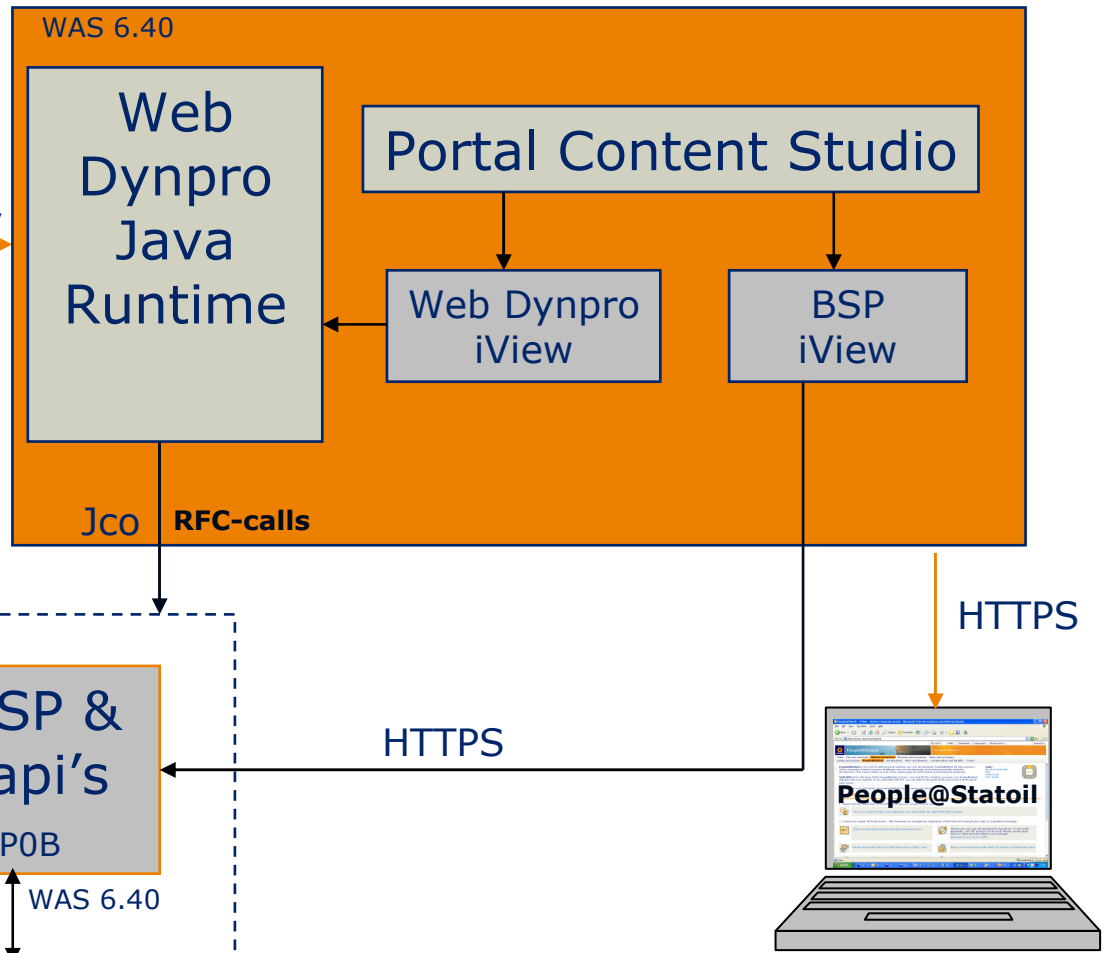 WAS 6.40
Web
Dynpro
Java
Runtime
Portal Content Studio
Web Dynpro
iView
BSP
iView
Jco
RFC-calls
HTTPS
SP &
api's
P0B
WAS 6.40
HTTPS
People@Statoil